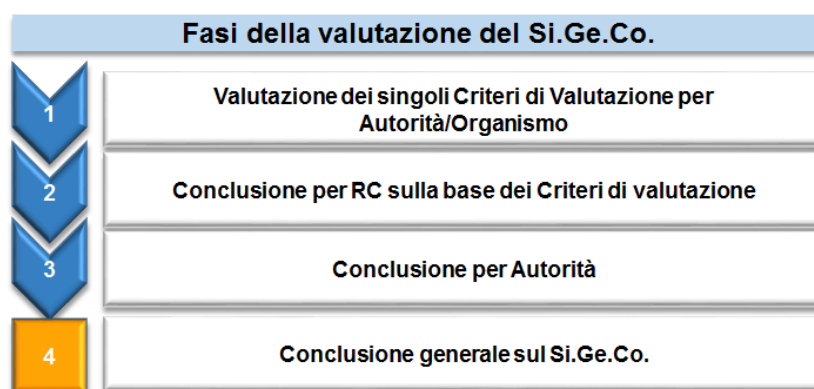 Fasi della valutazione del Si.Ge.Co.
1
Valutazione dei singoli Criteri di Valutazione per
Autorità/Organismo
2
Conclusione per RC sulla base dei Criteri di valutazione
3
Conclusione per Autorità
4
Conclusione generale sul Si.Ge.Co.